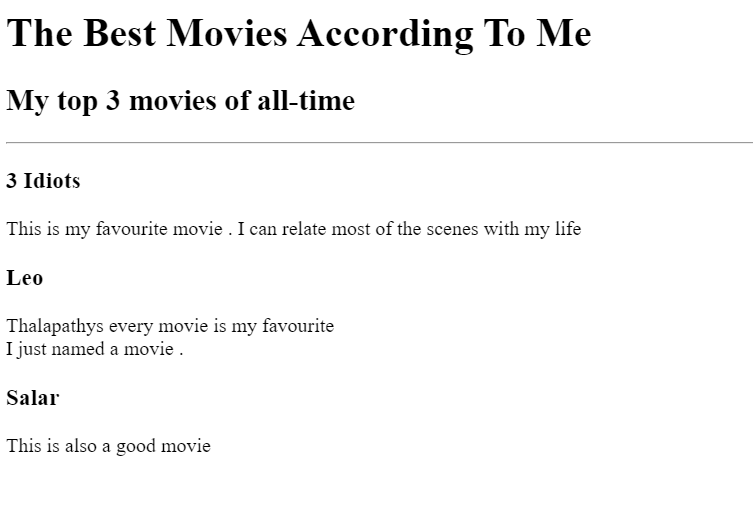 The Best Movies According To Me
My top 3 movies of all-time
3 Idiots
This is my favourite movie . I can relate most of the scenes with my life
Leo
Thalapathys every movie is my favourite
I just named a movie .
Salar
This is also a good movie